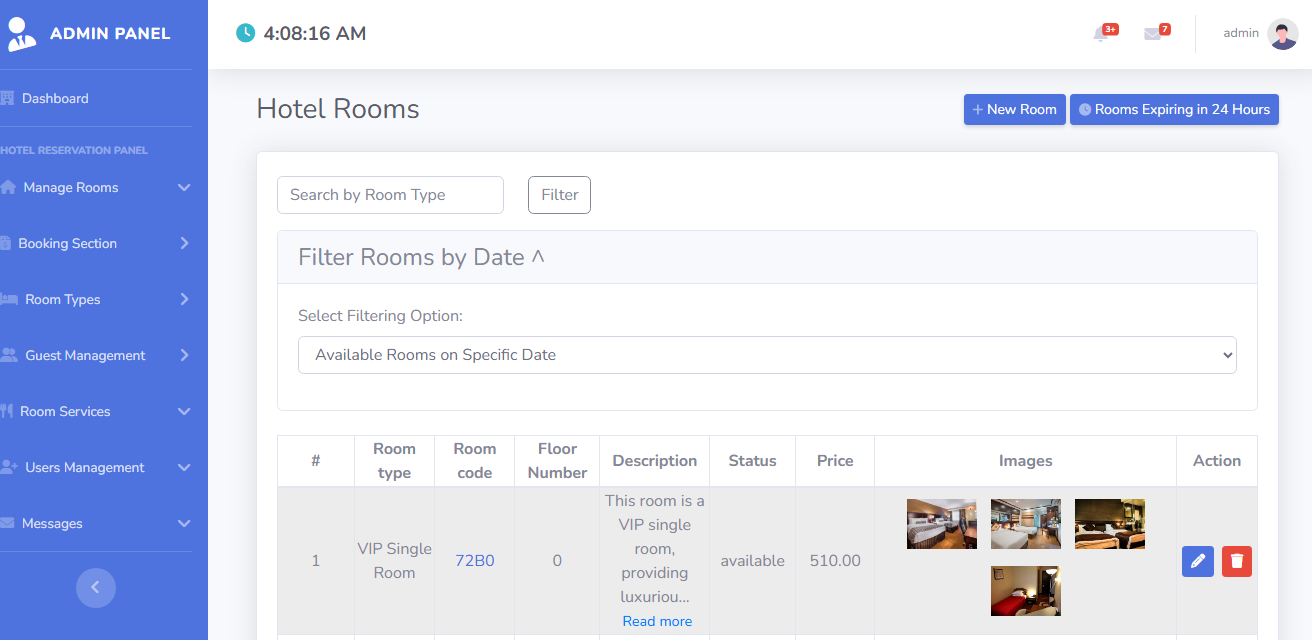 ADMIN PANEL
4:08:16 AM
3+
7
admin
Dashboard
HOTEL RESERVATION PANEL
Manage Rooms
Booking Section
Room Types
Guest Management
Room Services
Users Management
Messages
Hotel Rooms
+ New Room
Rooms Expiring in 24 Hours
Search by Room Type
Filter
Filter Rooms by Date ^
Select Filtering Option:
Available Rooms on Specific Date
# Room type Room code Floor Number Description Status Price Images Action
1 VIP Single Room 72B0 0 This room is a VIP single room, providing luxuriou... Read more available 510.00